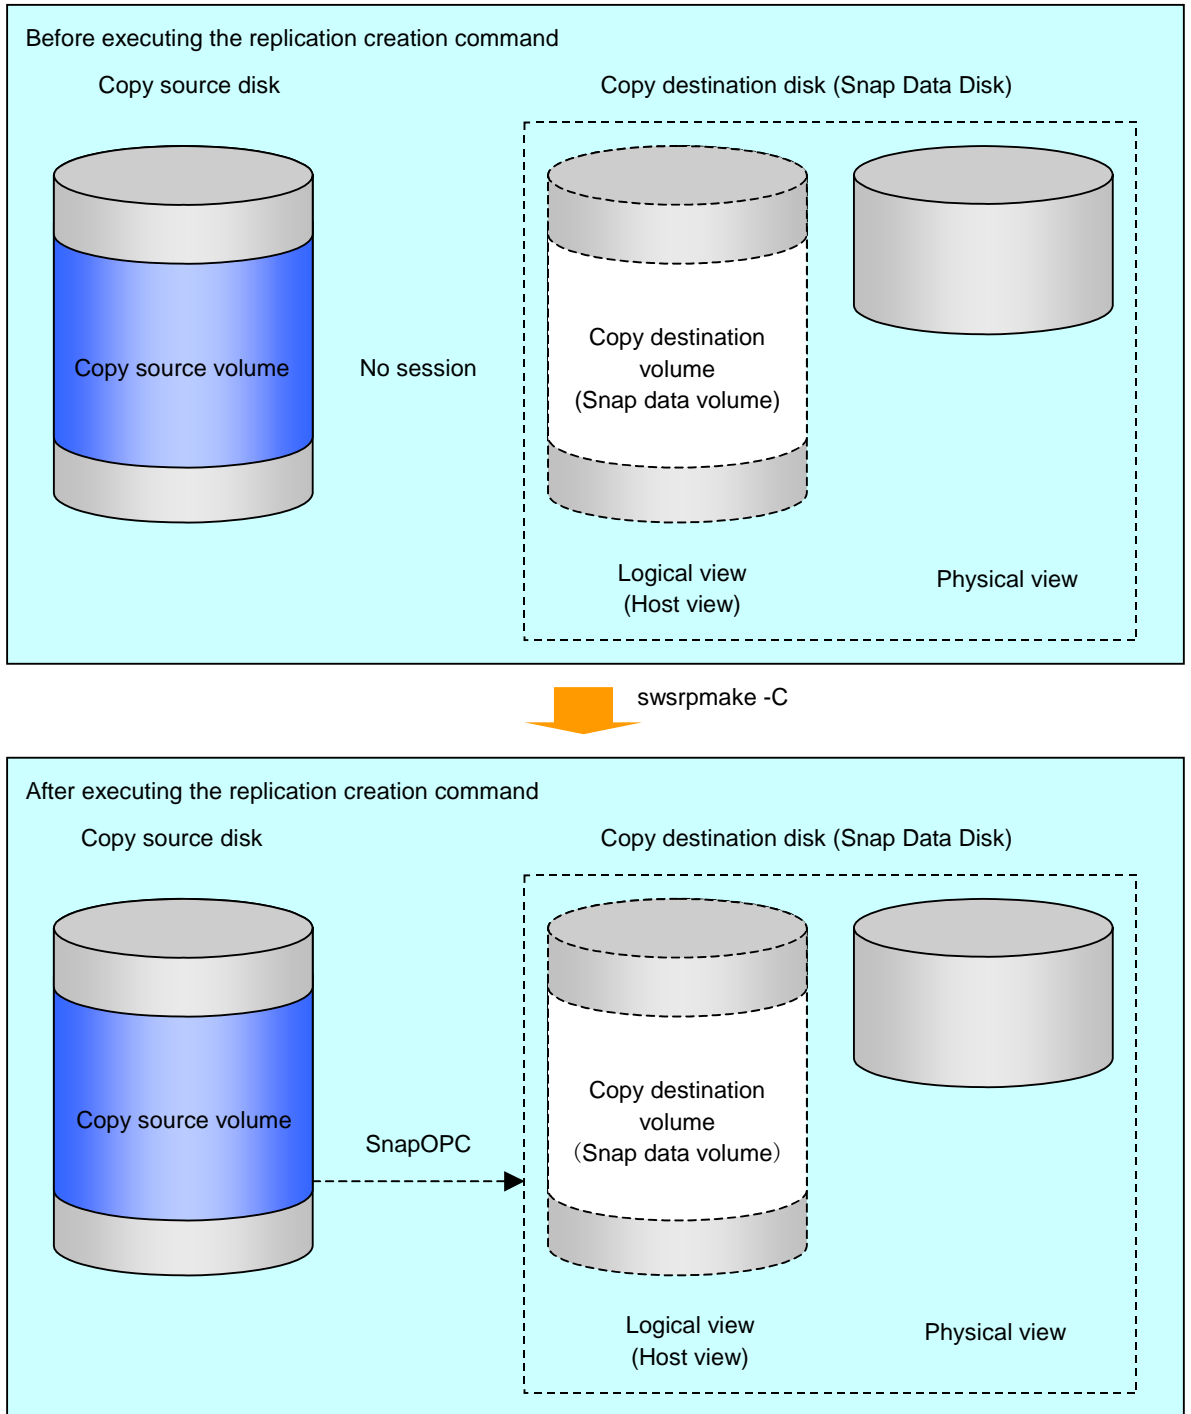 Before executing the replication creation command
Copy source disk
Copy destination disk (Snap Data Disk)
Copy source volume
No session
Copy destination
volume
(Snap data volume)
Logical view
(Host view)
Physical view
swsrpmake -C
After executing the replication creation command
Copy source disk
Copy destination disk (Snap Data Disk)
Copy source volume
SnapOPC
Copy destination
volume
（Snap data volume）
Logical view
(Host view)
Physical view